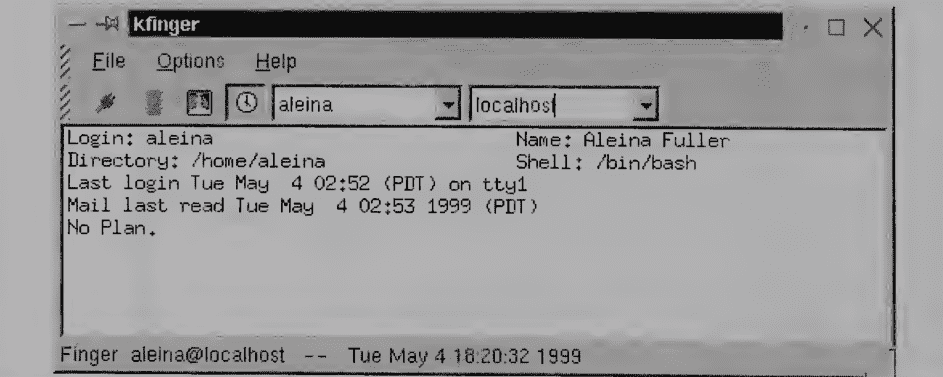 kfinger
File Options Help
aleina localhost
Login: aleina Name: Aleina Fuller
Directory: /home/aleina Shell: /bin/bash
Last login Tue May  4 02:52 (PDT) on tty1
Mail last read Tue May  4 02:53 1999 (PDT)
No Plan.
Finger aleina@localhost -- Tue May 4 18:20:32 1999